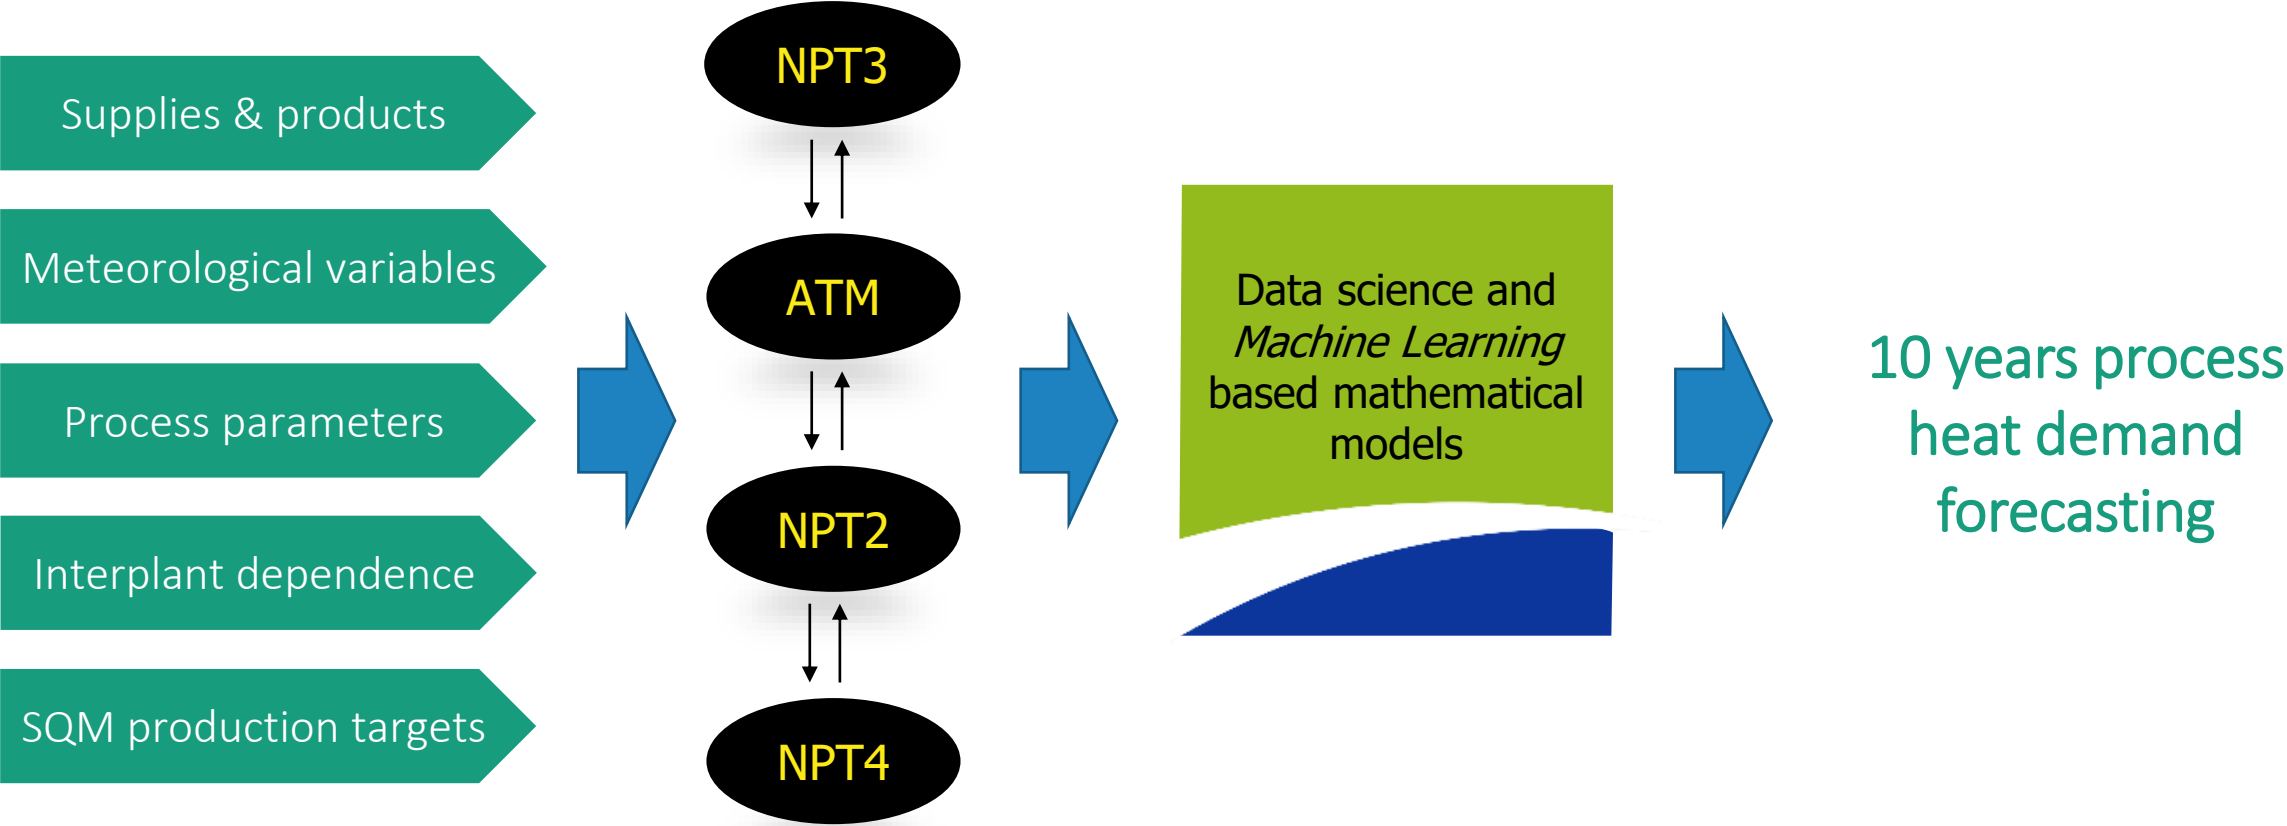 Supplies & products
Meteorological variables
Process parameters
Interplant dependence
SQM production targets
NPT3
ATM
NPT2
NPT4
Data science and
Machine Learning
based mathematical
models
10 years process
heat demand
forecasting